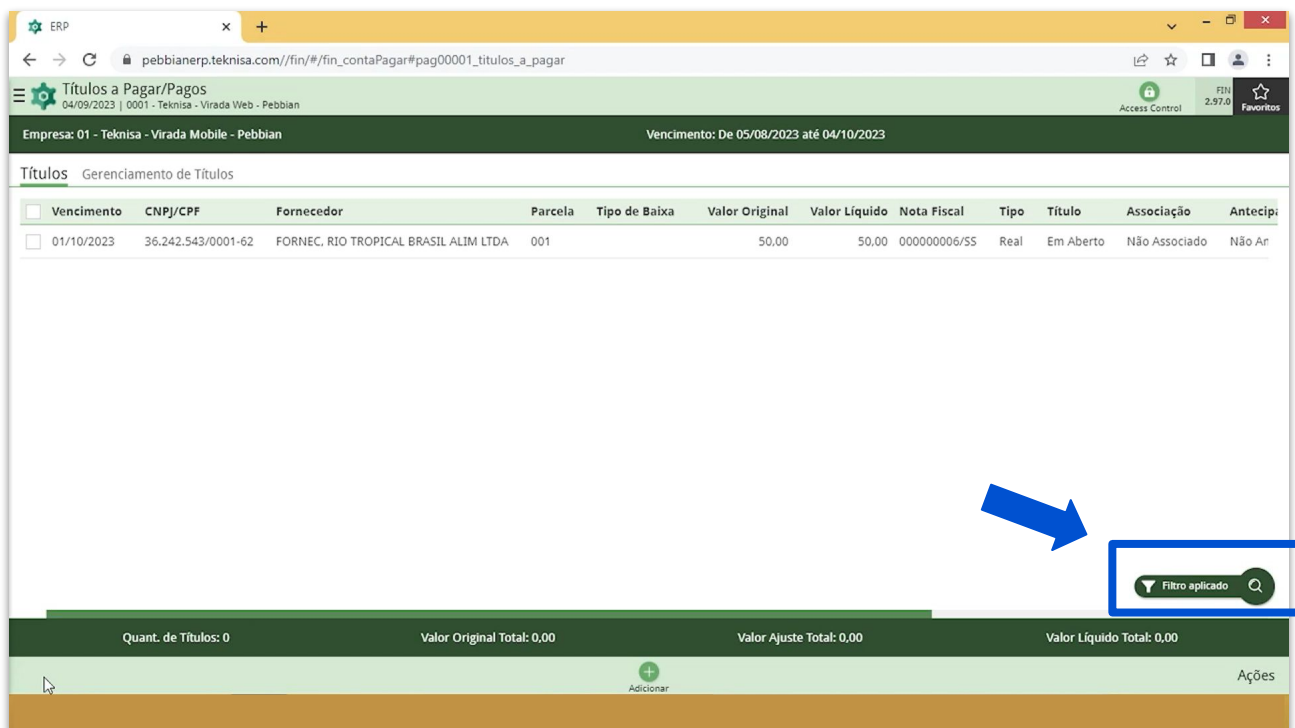 ERP
pebbianerp.teknisa.com//fin/#/fin_contaPagar#pag00001_titulos_a_pagar
Títulos a Pagar/Pagos
04/09/2023 | 0001 - Teknisa - Virada Web - Pebbian
Access Control
FIN
2.97.0
Favoritos
Empresa: 01 - Teknisa - Virada Mobile - Pebbian Vencimento: De 05/08/2023 até 04/10/2023
Títulos Gerenciamento de Títulos
Vencimento CNPJ/CPF Fornecedor Parcela Tipo de Baixa Valor Original Valor Líquido Nota Fiscal Tipo Título Associação Antecipa
01/10/2023 36.242.543/0001-62 FORNEC, RIO TROPICAL BRASIL ALIM LTDA 001 50,00 50,00 000000006/SS Real Em Aberto Não Associado Não An
Filtro aplicado
Quant. de Títulos: 0 Valor Original Total: 0,00 Valor Ajuste Total: 0,00 Valor Líquido Total: 0,00
Adicionar
Ações